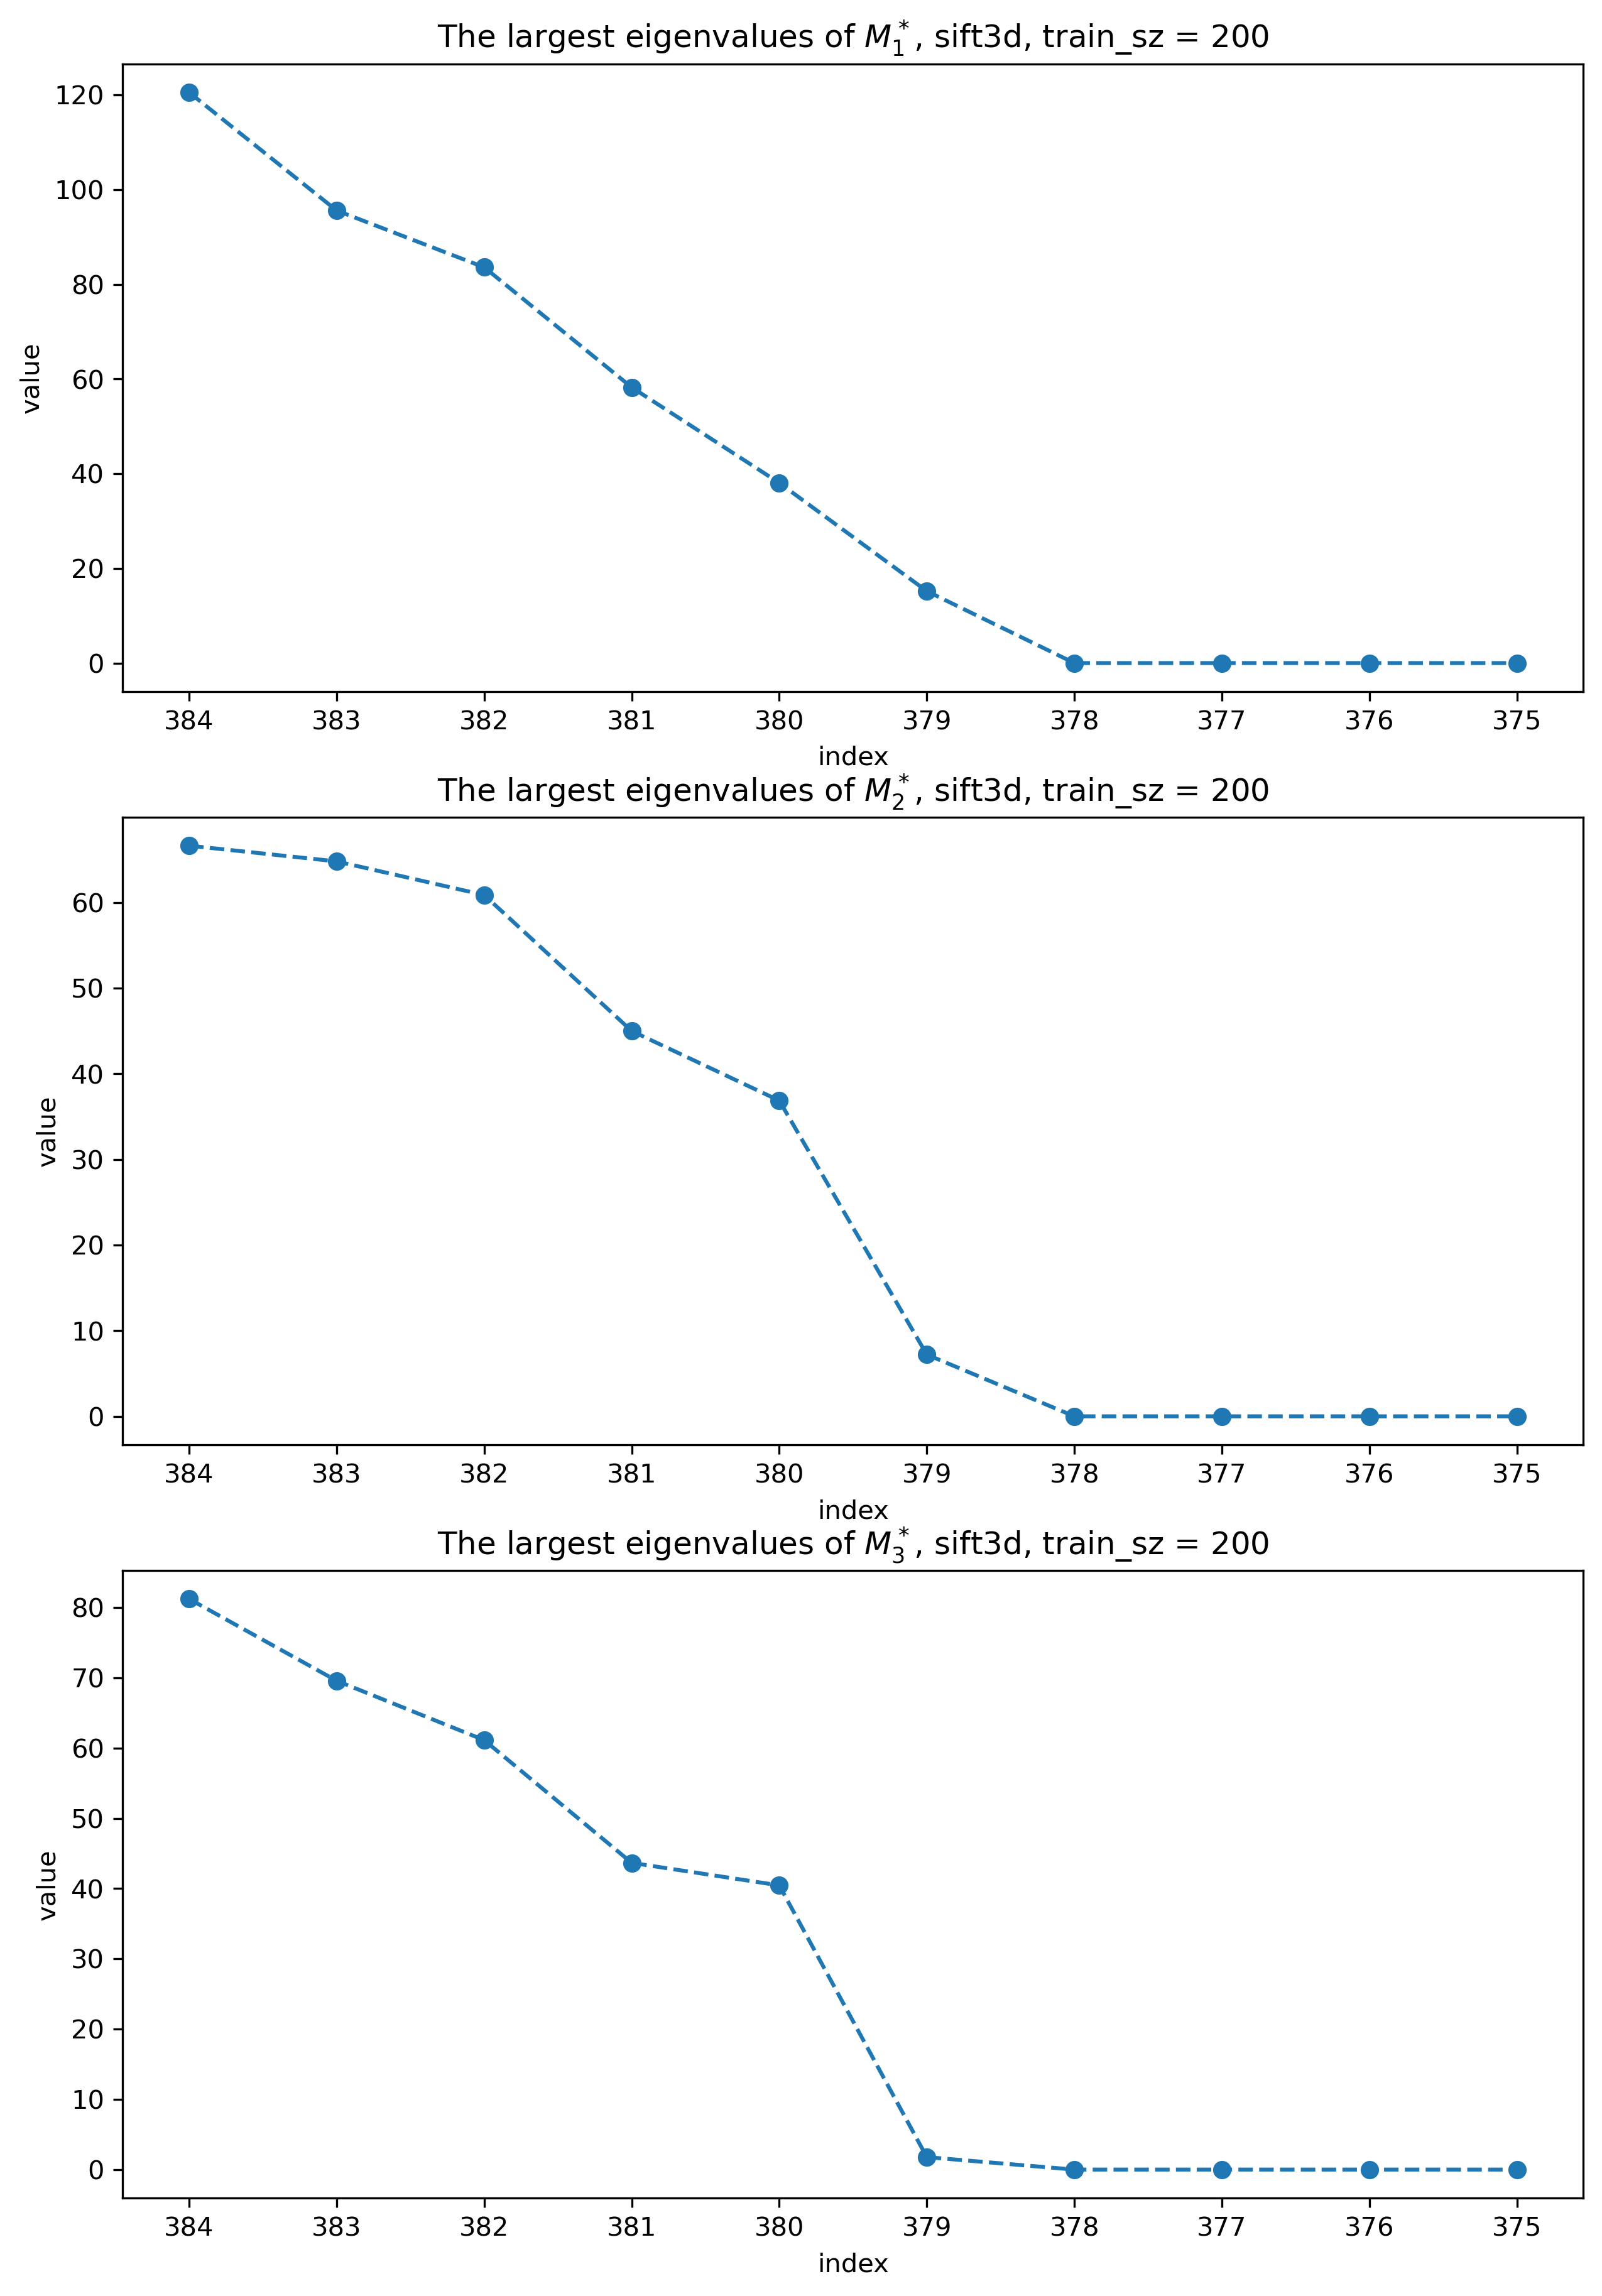 The largest eigenvalues of $M_1^*$, sift3d, train_sz = 200
120
100
80
60
40
20
0
value
384 383 382 381 380 379 378 377 376 375
index
The largest eigenvalues of $M_2^*$, sift3d, train_sz = 200
60
50
40
30
20
10
0
value
384 383 382 381 380 379 378 377 376 375
index
The largest eigenvalues of $M_3^*$, sift3d, train_sz = 200
80
70
60
50
40
30
20
10
0
value
384 383 382 381 380 379 378 377 376 375
index